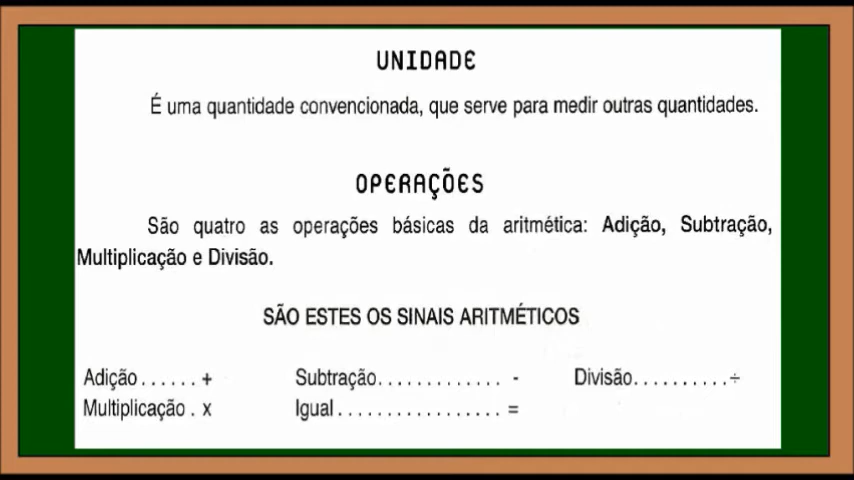 UNIDADE
É uma quantidade convencionada, que serve para medir outras quantidades.
OPERAÇÕES
São quatro as operações básicas da aritmética: Adição, Subtração,
Multiplicação e Divisão.
SÃO ESTES OS SINAIS ARITMÉTICOS
Adição...... + Subtração............. - Divisão..........÷
Multiplicação . x Igual.................. =